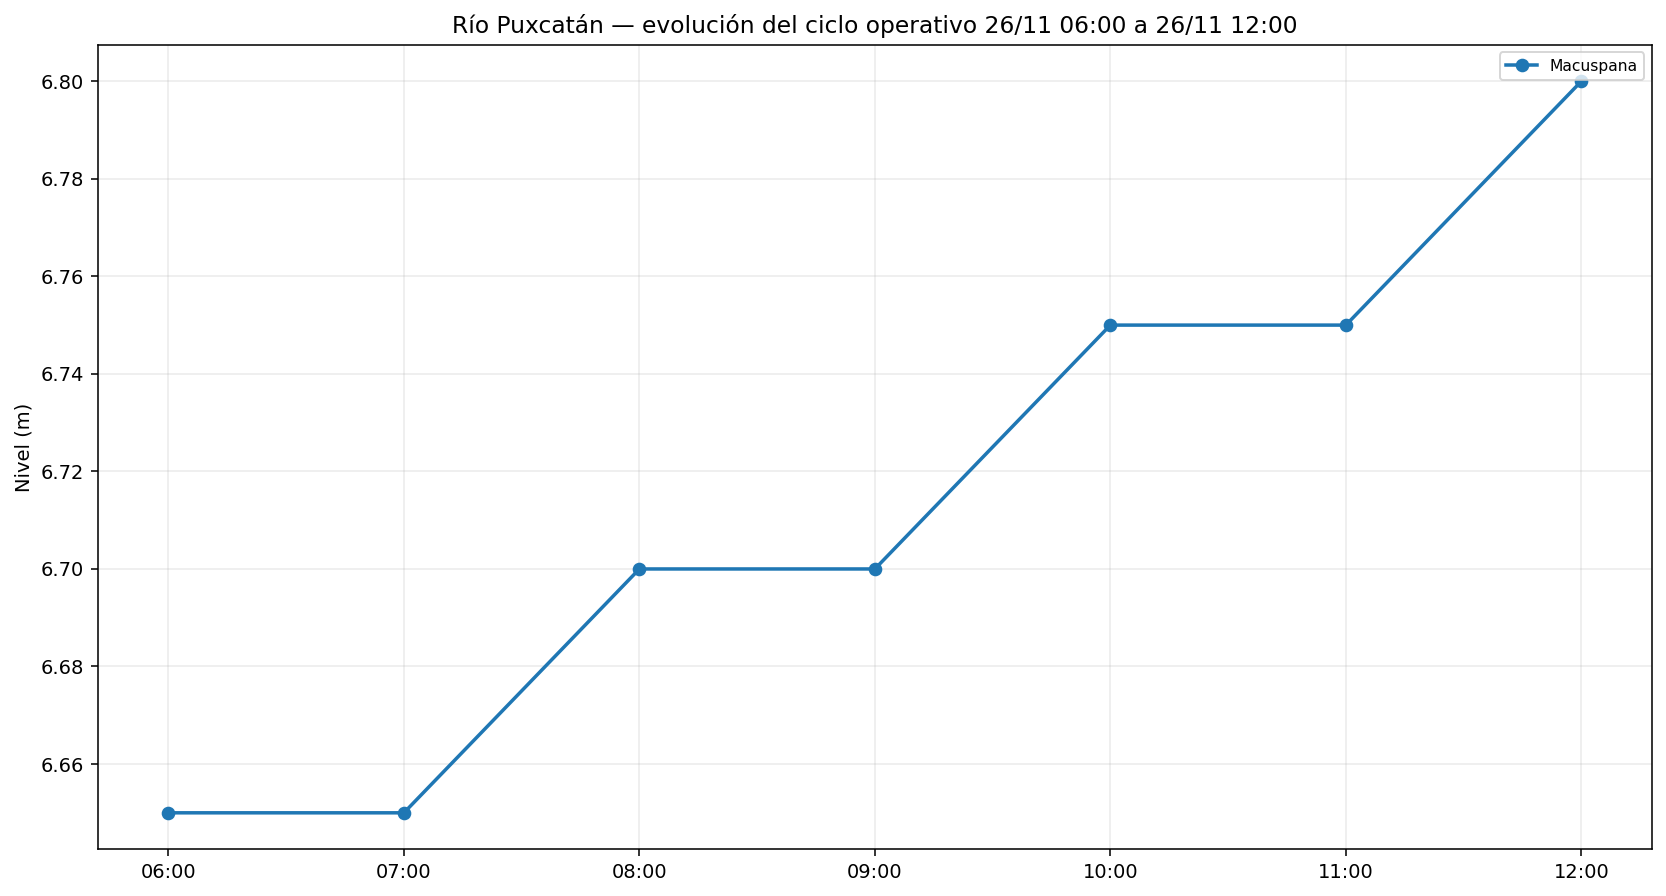 Río Puxcatán — evolución del ciclo operativo 26/11 06:00 a 26/11 12:00
Macuspana
Nivel (m)
6.80
6.78
6.76
6.74
6.72
6.70
6.68
6.66
06:00 07:00 08:00 09:00 10:00 11:00 12:00